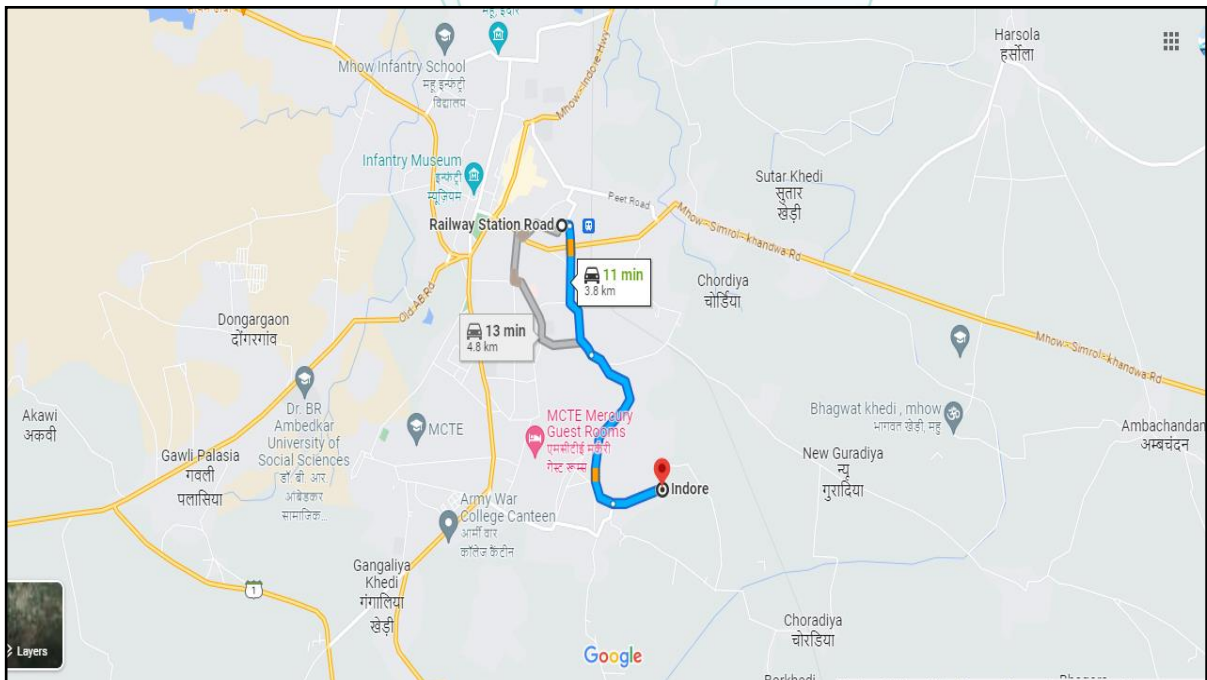 महू, इंदौर
Mhow Infantry School
महू इन्फेंट्री
विद्यालय
Mhow-Indore Hwy
Harsola
हर्सोला
Infantry Museum
इन्फेंट्री
म्यूज़ियम
Peet Road
Sutar Khedi
सुतार
खेड़ी
Railway Station Road
Mhow-Simrol-khandwa Rd
11 min
3.8 km
Chordiya
चोर्डिया
Old AB Rd
Dongargaon
डोंगरगांव
13 min
4.8 km
Mhow-Simrol-khandwa Rd
Akawi
अकवी
Dr. BR
Ambedkar
University of
Social Sciences
डॉ. बी. आर.
आंबेडकर
सामाजिक...
MCTE
MCTE Mercury
Guest Rooms
एमसीटीई मर्करी
गेस्ट रूम्स
Bhagwat khedi , mhow
भागवत खेड़ी, महू
Ambachandan
अम्बचंदन
Gawli Palasia
गवली
पलासिया
New Guradiya
न्यू
गुरादिया
Indore
Army War
College Canteen
आर्मी वार
कॉलेज कैंटीन
Gangaliya
Khedi
गंगालिया
खेड़ी
1
Choradiya
चोरडिया
Layers
Google